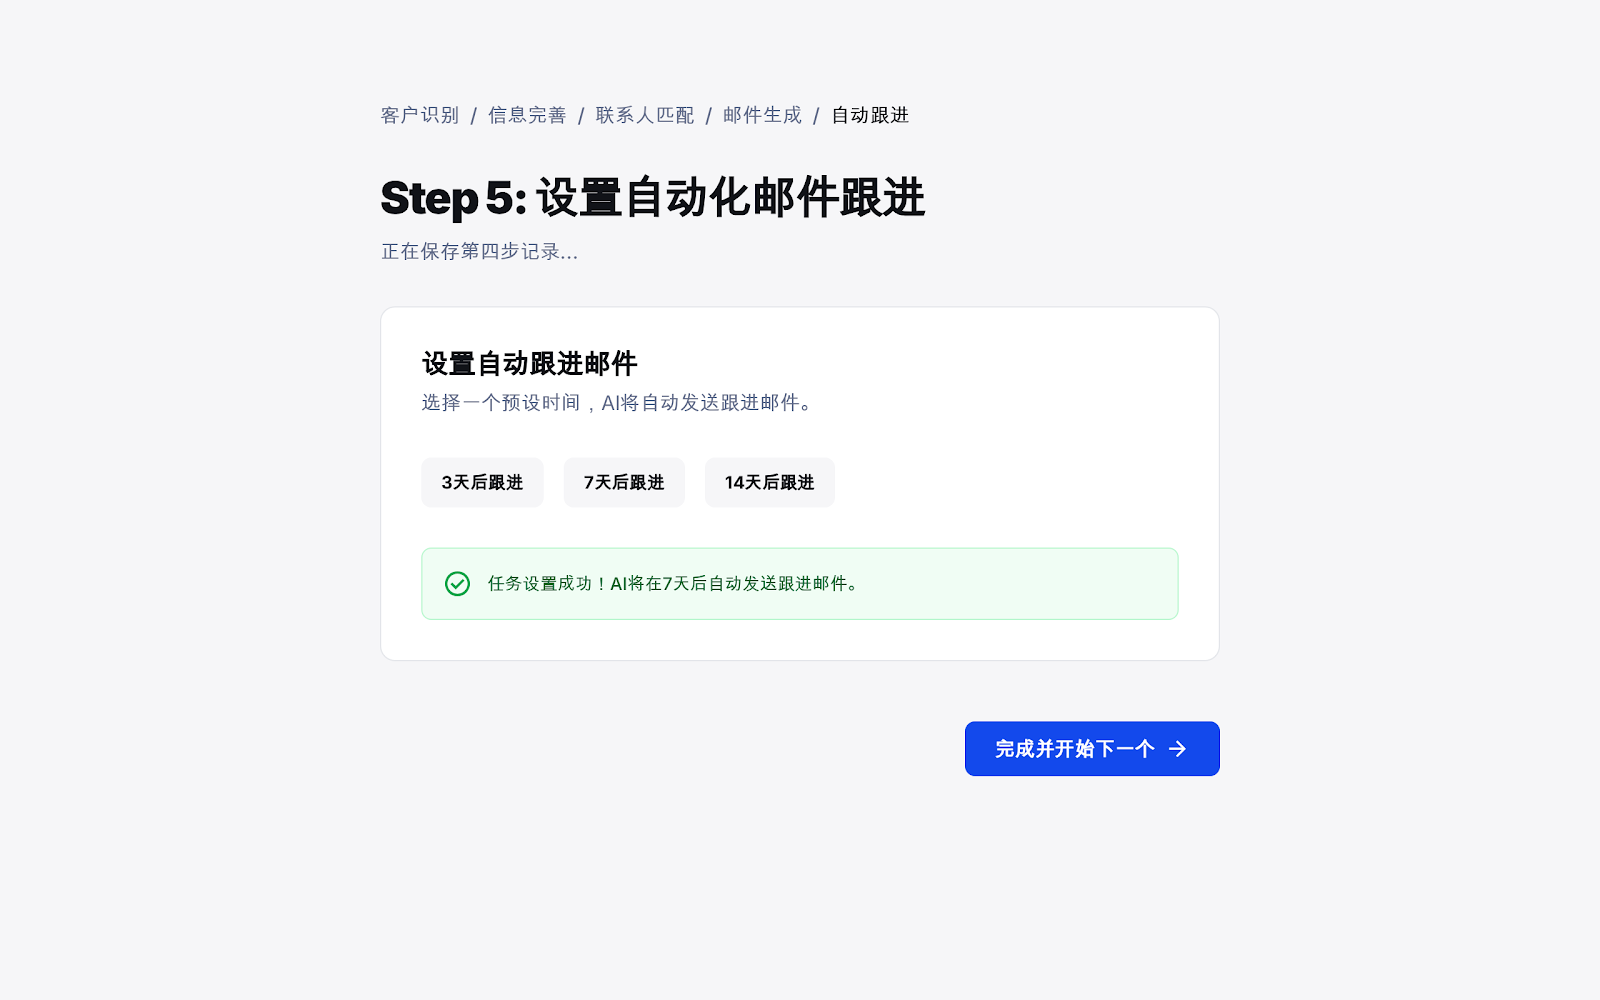 客户识别 / 信息完善 / 联系人匹配 / 邮件生成 / 自动跟进
Step 5: 设置自动化邮件跟进
正在保存第四步记录...
设置自动跟进邮件
选择一个预设时间，AI将自动发送跟进邮件。
3天后跟进 7天后跟进 14天后跟进
任务设置成功！AI将在7天后自动发送跟进邮件。
完成并开始下一个 →